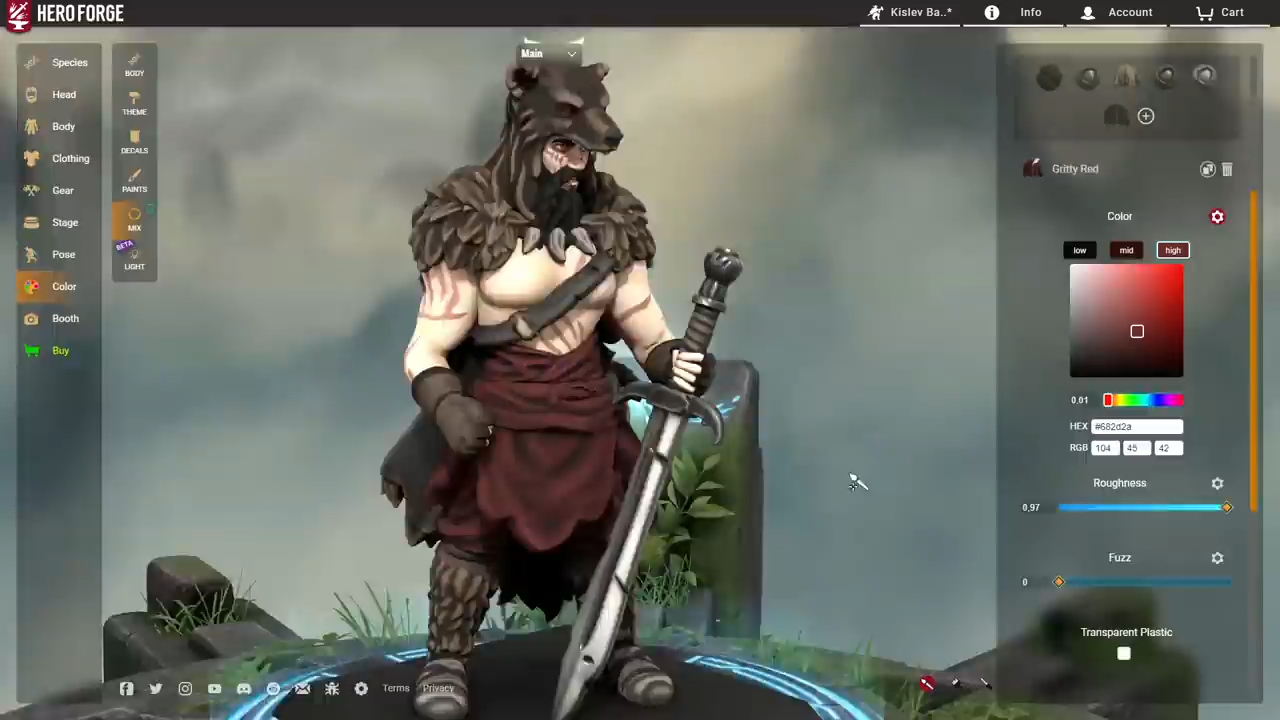 HERO FORGE
Kislev Ba..*
Info
Account
Cart
Species
Head
Body
Clothing
Gear
Stage
Pose
Color
Booth
Buy
BODY
THEME
DECALS
PAINTS
MIX
BETA
LIGHT
Main
Gritty Red
Color
low
mid
high
0,01
HEX #682d2a
RGB 104 45 42
Roughness
0,97
Fuzz
0
Transparent Plastic
Terms
Privacy